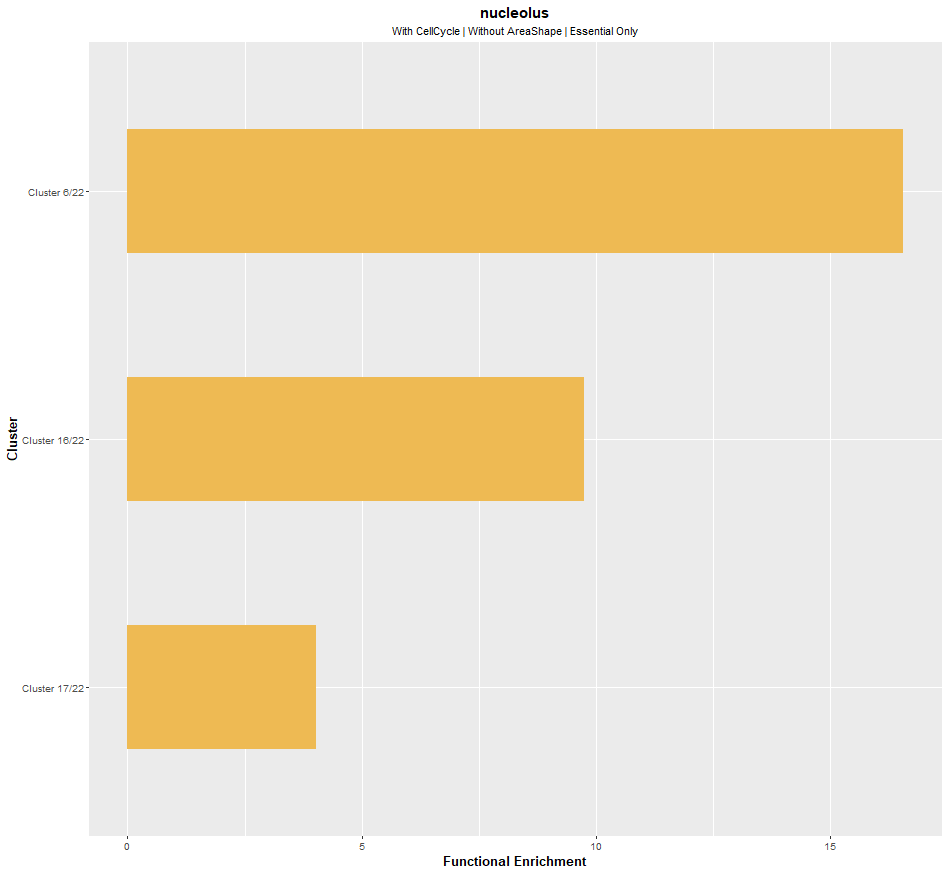 nucleolus
With CellCycle | Without AreaShape | Essential Only
Cluster
Cluster 6/22
Cluster 16/22
Cluster 17/22
0 5 10 15
Functional Enrichment